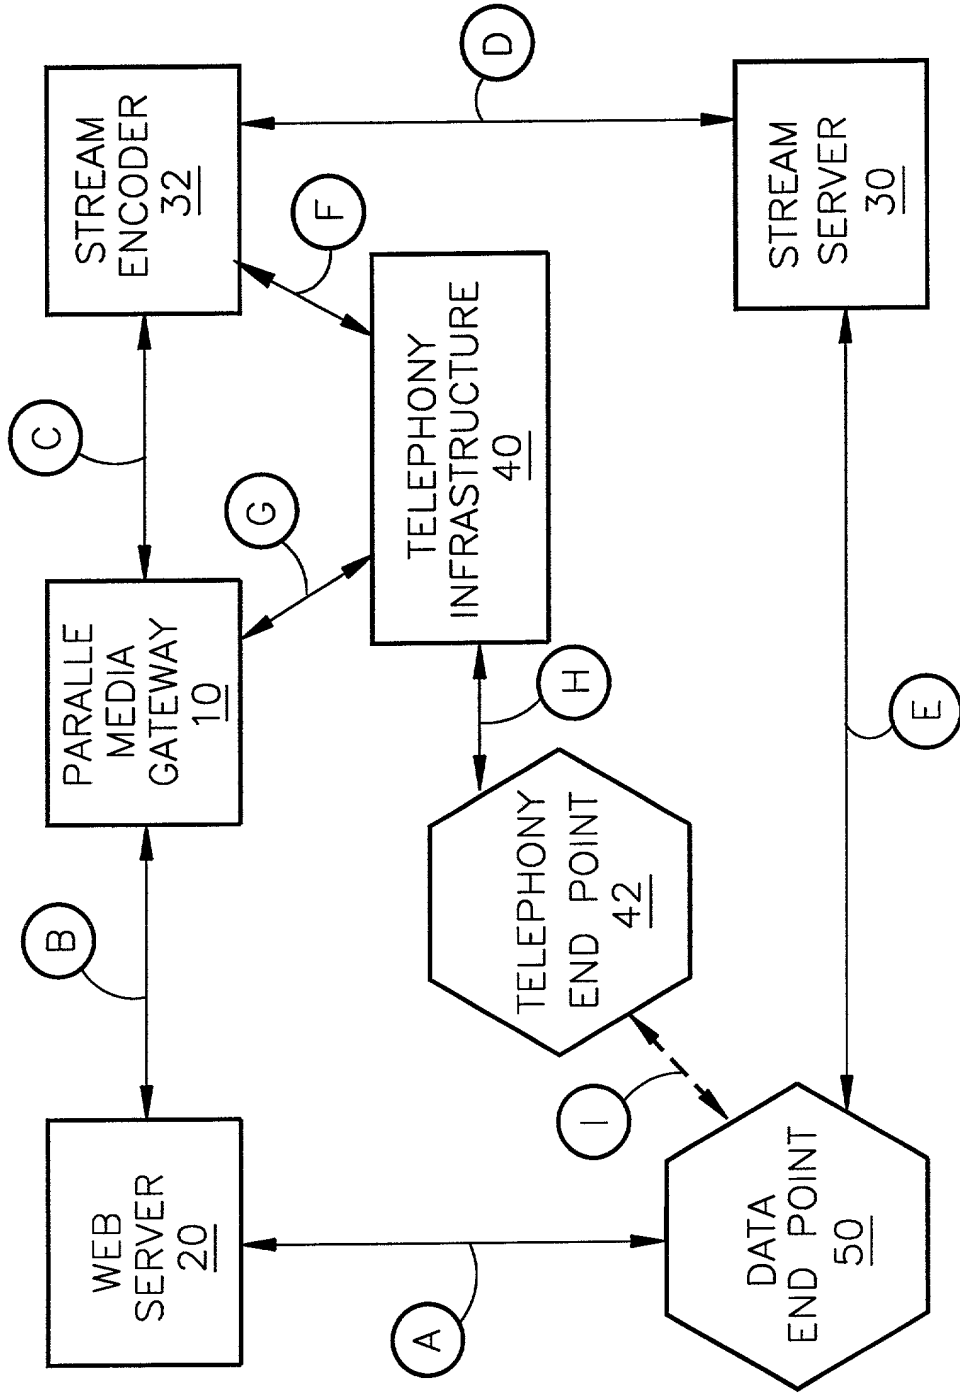 B
C
WEB
SERVER
20
PARALLE
MEDIA
GATEWAY
10
STREAM
ENCODER
32
G
F
A
D
TELEPHONY
INFRASTRUCTURE
40
TELEPHONY
END POINT
42
H
I
DATA
END POINT
50
STREAM
SERVER
30
E